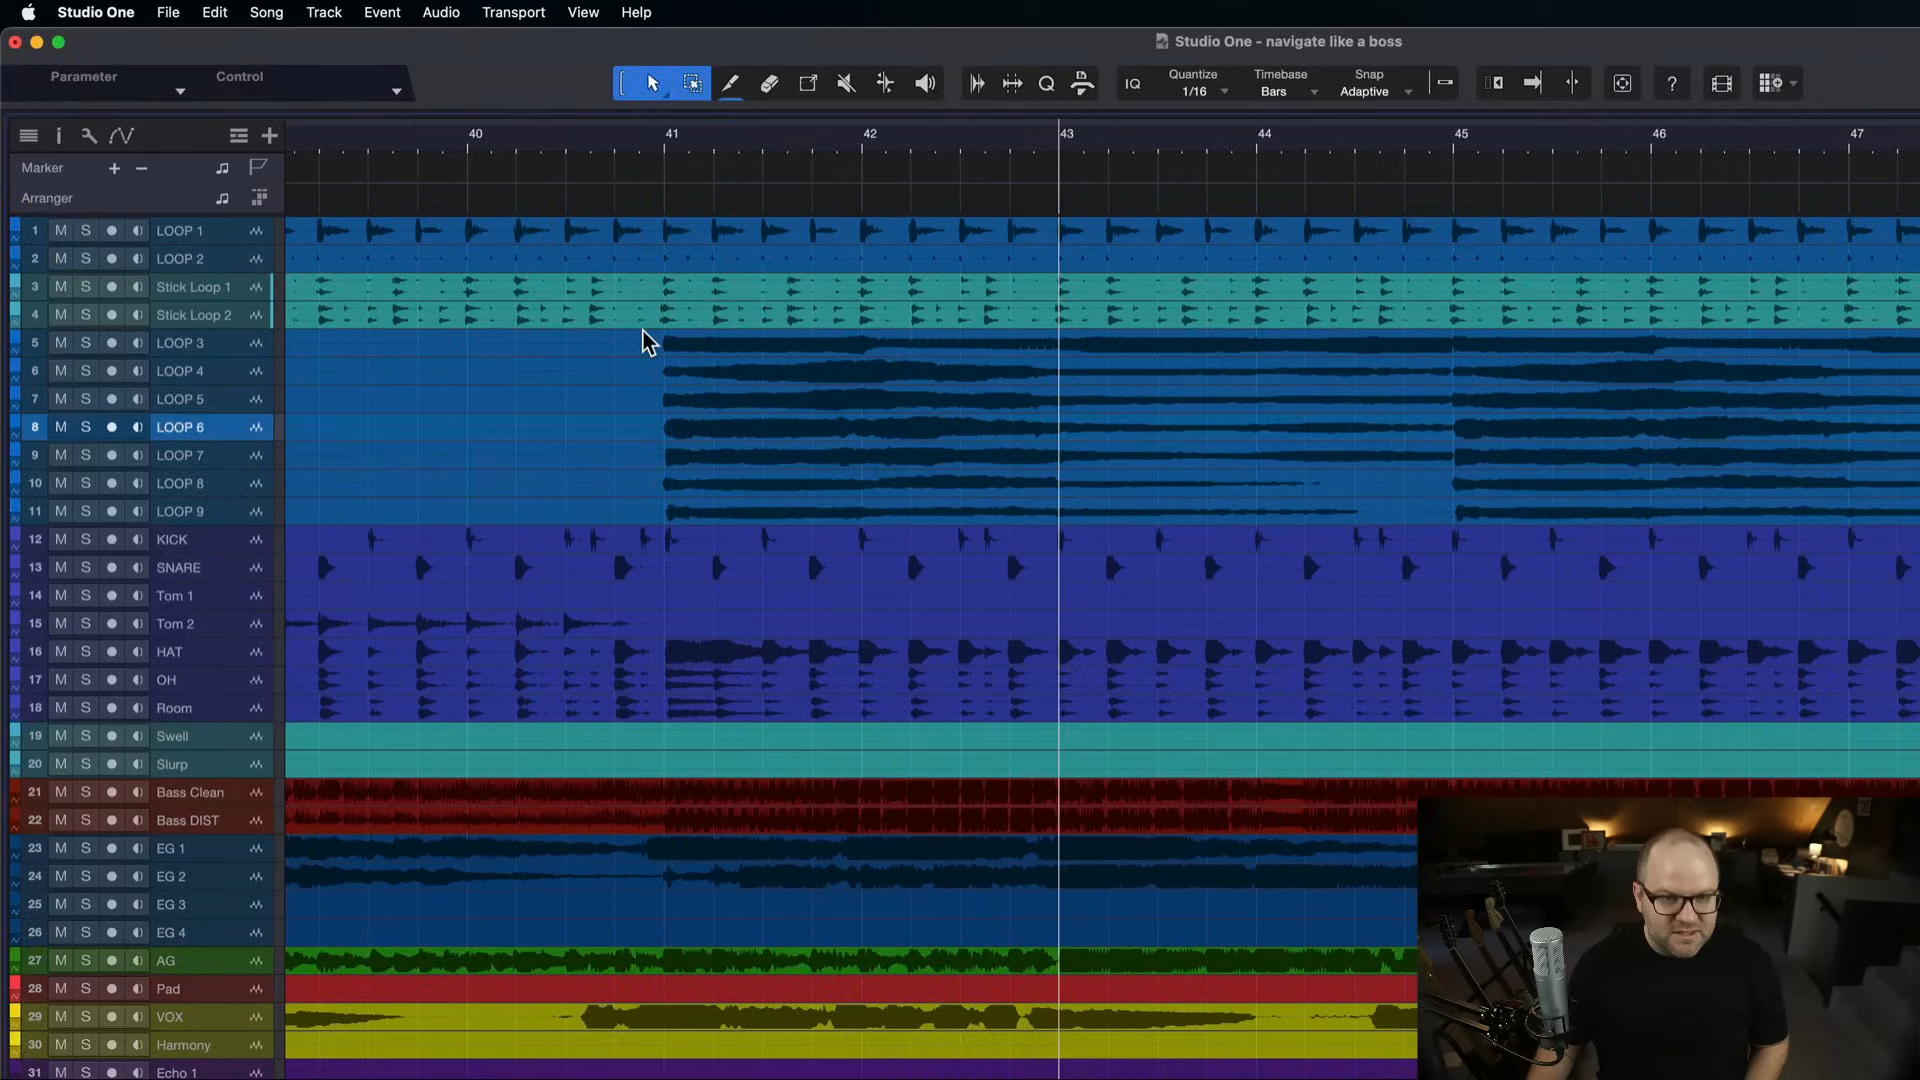 Studio One File Edit Song Track Event Audio Transport View Help
Studio One - navigate like a boss
Parameter Control
IQ Quantize Timebase Snap
1/16 Bars Adaptive
Q ?
40 41 42 43 44 45 46 47
Marker + −
Arranger
1 M S LOOP 1
2 M S LOOP 2
3 M S Stick Loop 1
4 M S Stick Loop 2
5 M S LOOP 3
6 M S LOOP 4
7 M S LOOP 5
8 M S LOOP 6
9 M S LOOP 7
10 M S LOOP 8
11 M S LOOP 9
12 M S KICK
13 M S SNARE
14 M S Tom 1
15 M S Tom 2
16 M S HAT
17 M S OH
18 M S Room
19 M S Swell
20 M S Slurp
21 M S Bass Clean
22 M S Bass DIST
23 M S EG 1
24 M S EG 2
25 M S EG 3
26 M S EG 4
27 M S AG
28 M S Pad
29 M S VOX
30 M S Harmony
31 M S Echo 1